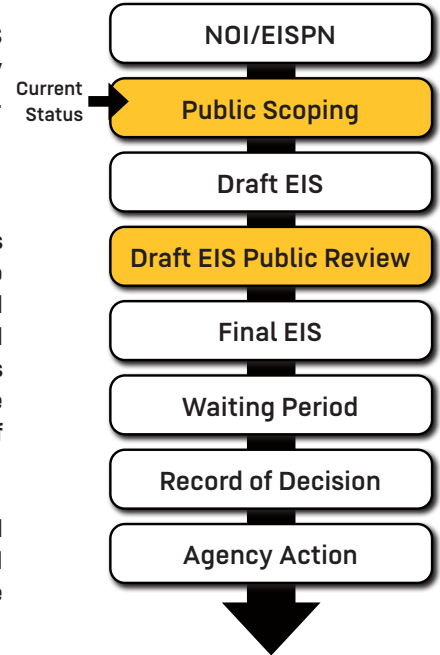 NOI/EISPN
Current
Status
Public Scoping
Draft EIS
Draft EIS Public Review
Final EIS
Waiting Period
Record of Decision
Agency Action